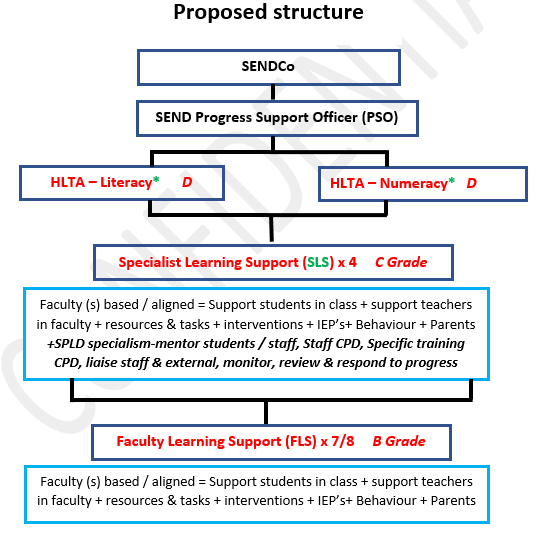 Proposed structure
SENDCo
SEND Progress Support Officer (PSO)
HLTA – Literacy* D
HLTA – Numeracy* D
Specialist Learning Support (SLS) x 4 C Grade
Faculty (s) based / aligned = Support students in class + support teachers
in faculty + resources & tasks + interventions + IEP's+ Behaviour + Parents
+SPLD specialism-mentor students / staff, Staff CPD, Specific training
CPD, liaise staff & external, monitor, review & respond to progress
Faculty Learning Support (FLS) x 7/8 B Grade
Faculty (s) based / aligned = Support students in class + support teachers
in faculty + resources & tasks + interventions + IEP's+ Behaviour + Parents